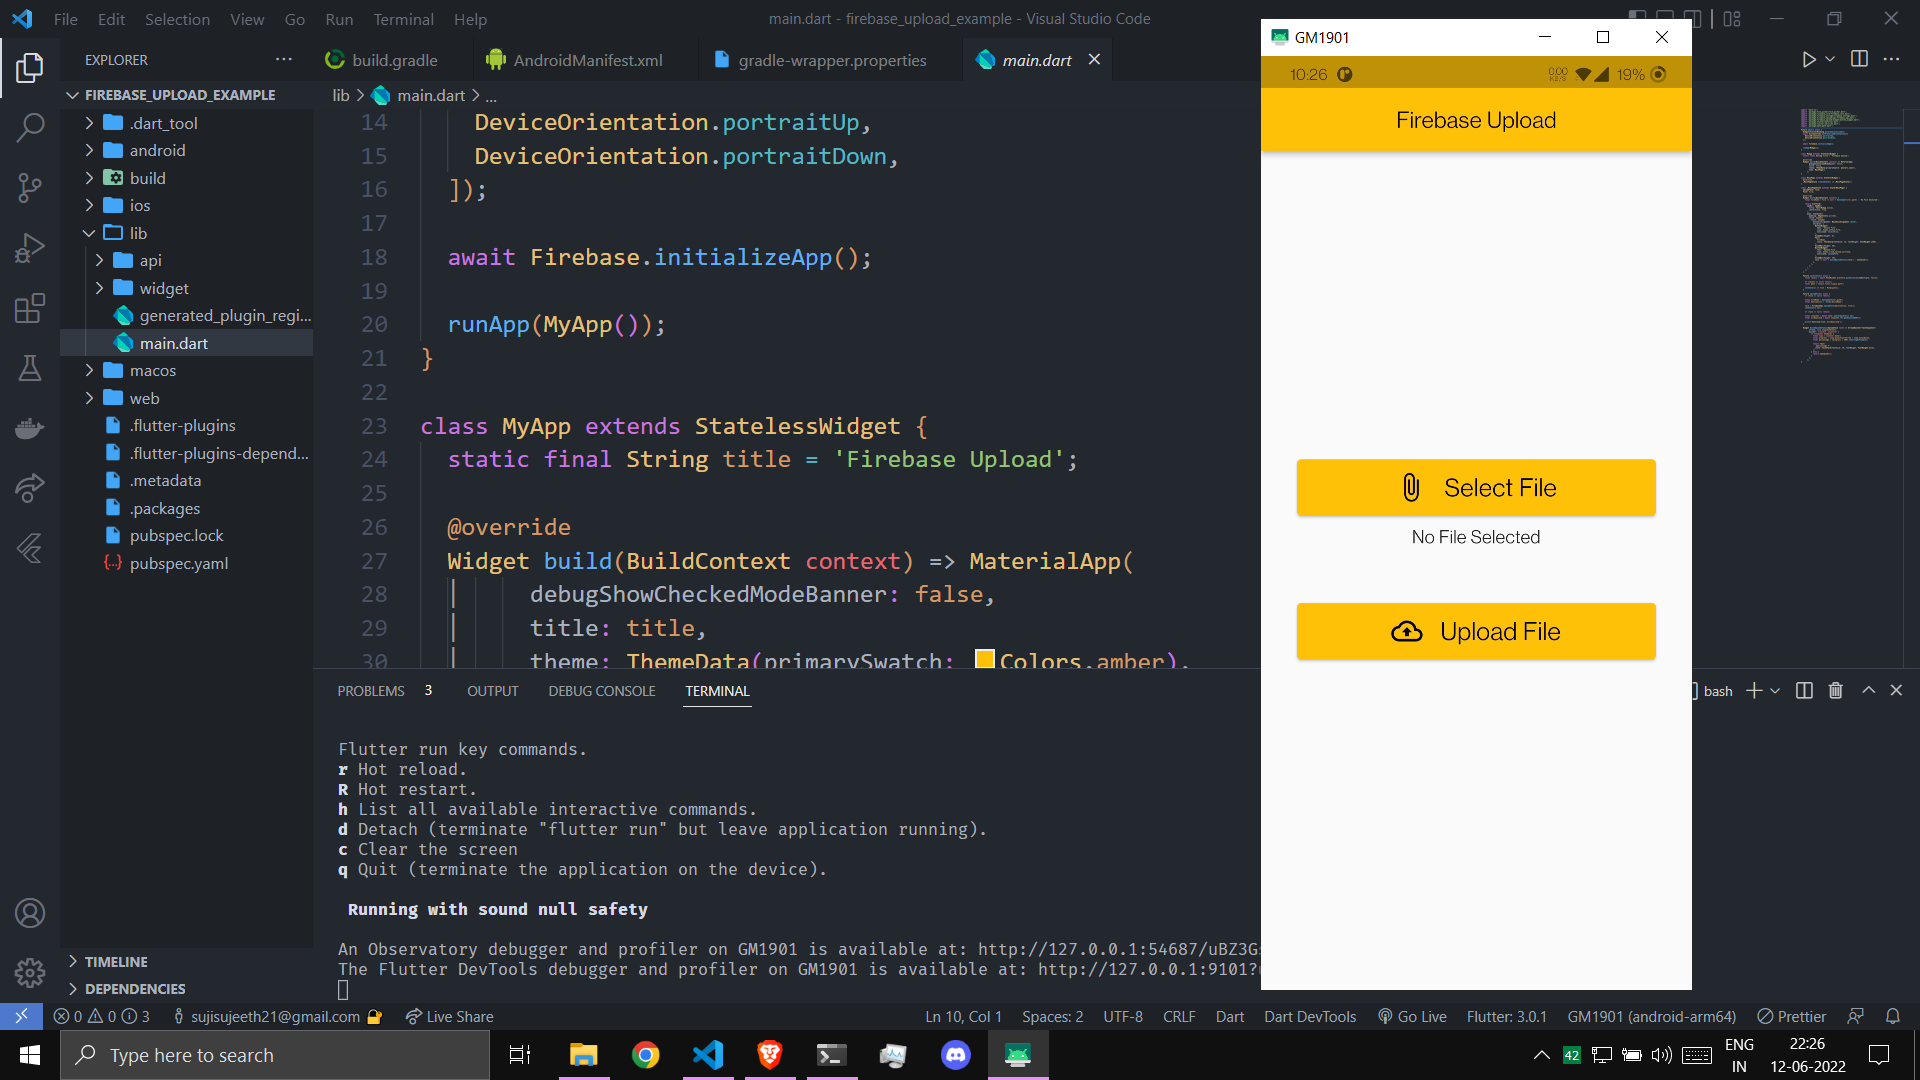 File Edit Selection View Go Run Terminal Help
main.dart - firebase_upload_example - Visual Studio Code
EXPLORER
build.gradle
AndroidManifest.xml
gradle-wrapper.properties
main.dart
FIREBASE_UPLOAD_EXAMPLE
.dart_tool
android
build
ios
lib
api
widget
generated_plugin_regi...
main.dart
macos
web
.flutter-plugins
.flutter-plugins-depend...
.metadata
.packages
pubspec.lock
pubspec.yaml
TIMELINE
DEPENDENCIES
lib > main.dart > ...
14 DeviceOrientation.portraitUp,
15 DeviceOrientation.portraitDown,
16 ]);
17
18 await Firebase.initializeApp();
19
20 runApp(MyApp());
21 }
22
23 class MyApp extends StatelessWidget {
24 static final String title = 'Firebase Upload';
25
26 @override
27 Widget build(BuildContext context) => MaterialApp(
28 debugShowCheckedModeBanner: false,
29 title: title,
30 theme: ThemeData(primarySwatch: Colors.amber),
PROBLEMS 3 OUTPUT DEBUG CONSOLE TERMINAL
bash
Flutter run key commands.
r Hot reload.
R Hot restart.
h List all available interactive commands.
d Detach (terminate "flutter run" but leave application running).
c Clear the screen
q Quit (terminate the application on the device).
Running with sound null safety
An Observatory debugger and profiler on GM1901 is available at: http://127.0.0.1:54687/uBZ3G
The Flutter DevTools debugger and profiler on GM1901 is available at: http://127.0.0.1:9101?
GM1901
10:26
0.00
KB/S
19%
Firebase Upload
Select File
No File Selected
Upload File
0 0 3 sujisujeeth21@gmail.com Live Share
Ln 10, Col 1 Spaces: 2 UTF-8 CRLF Dart Dart DevTools Go Live Flutter: 3.0.1 GM1901 (android-arm64) Prettier
Type here to search
42
ENG
IN
22:26
12-06-2022